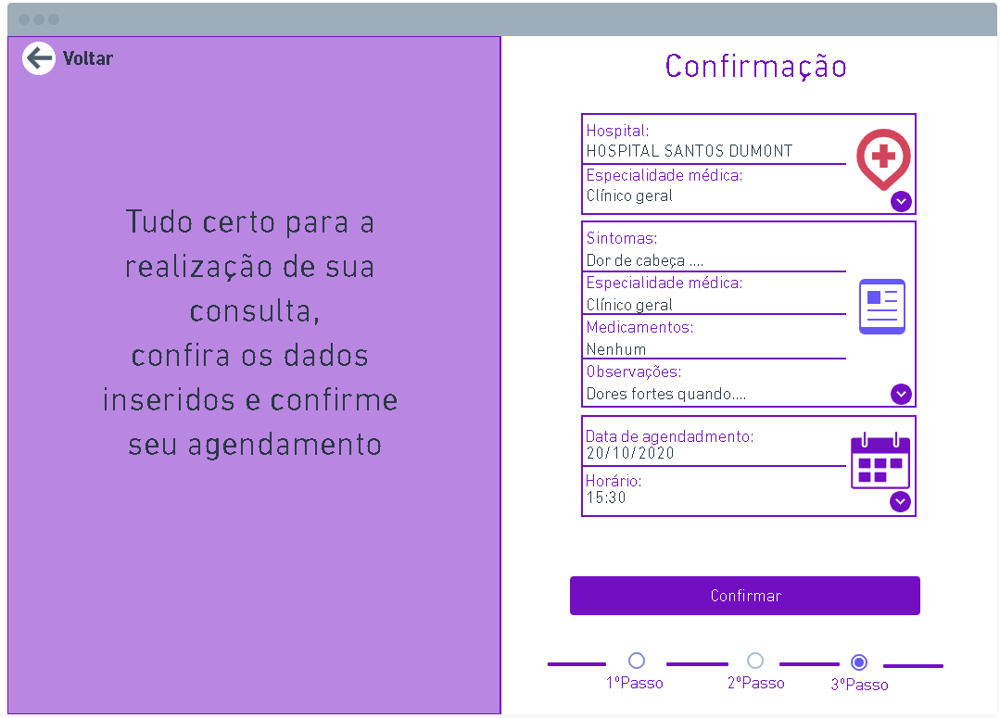 Voltar
Tudo certo para a
realização de sua
consulta,
confira os dados
inseridos e confirme
seu agendamento
Confirmação
Hospital:
HOSPITAL SANTOS DUMONT
Especialidade médica:
Clínico geral
Sintomas:
Dor de cabeça ....
Especialidade médica:
Clínico geral
Medicamentos:
Nenhum
Observações:
Dores fortes quando....
Data de agendadmento:
20/10/2020
Horário:
15:30
Confirmar
1ºPasso
2ºPasso
3ºPasso